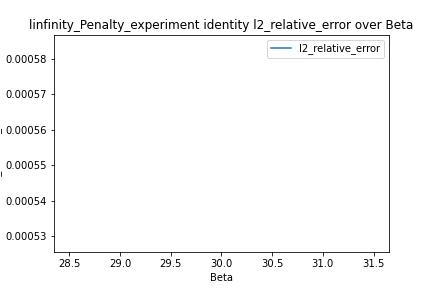 linfinity_Penalty_experiment identity l2_relative_error over Beta
l2_relative_error
0.00058
0.00057
0.00056
0.00055
0.00054
0.00053
28.5 29.0 29.5 30.0 30.5 31.0 31.5
Beta